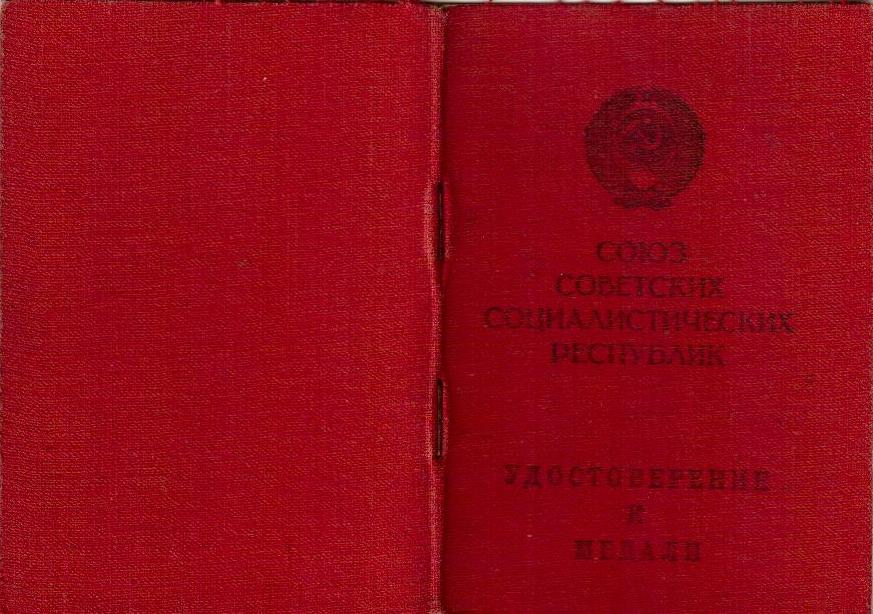 СОЮЗ
СОВЕТСКИХ
СОЦИАЛИСТИЧЕСКИХ
РЕСПУБЛИК
УДОСТОВЕРЕНИЕ
К
МЕДАЛИ